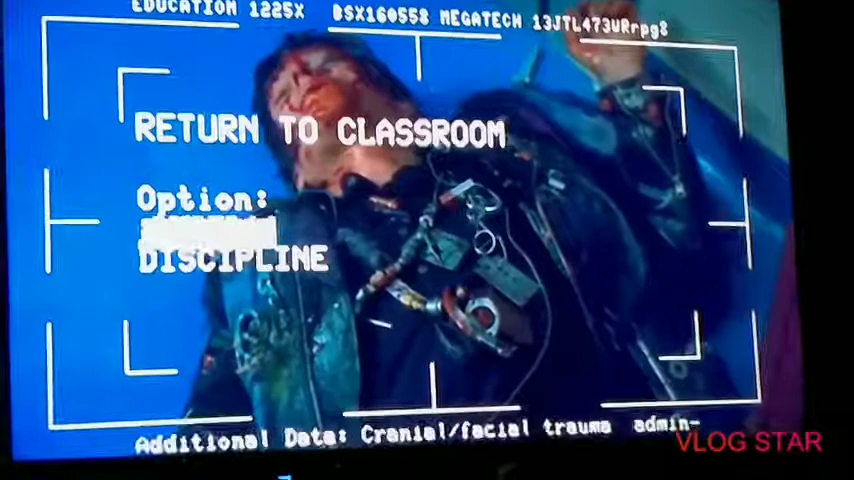 EDUCATION 1225X BSX160558 MEGATECH 13JTL473URrpg8
RETURN TO CLASSROOM
Option:
DISCIPLINE
Additional Data: Cranial/facial trauma admin-
VLOG STAR